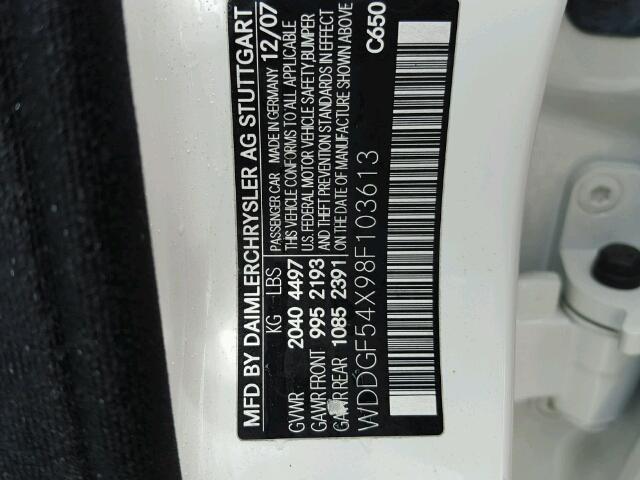 MFD BY DAIMLERCHRYSLER AG STUTTGART
KG LBS PASSENGER CAR MADE IN GERMANY 12/07
GVWR 2040 4497 THIS VEHICLE CONFORMS TO ALL APPLICABLE
GAWR FRONT 995 2193 U.S. FEDERAL MOTOR VEHICLE SAFETY, BUMPER
GAWR REAR 1085 2391 AND THEFT PREVENTION STANDARDS IN EFFECT
ON THE DATE OF MANUFACTURE SHOWN ABOVE
WDDGF54X98F103613 C650